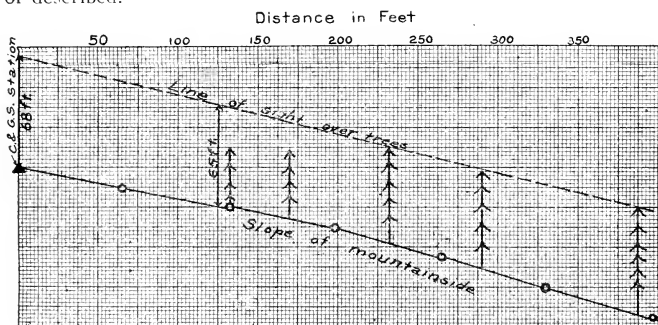 or described.
Distance in Feet
50 100 125 150 200 250 300 350
C.& G.S. Station
68 ft.
Line of sight over trees
65 ft.
Slope of mountainside